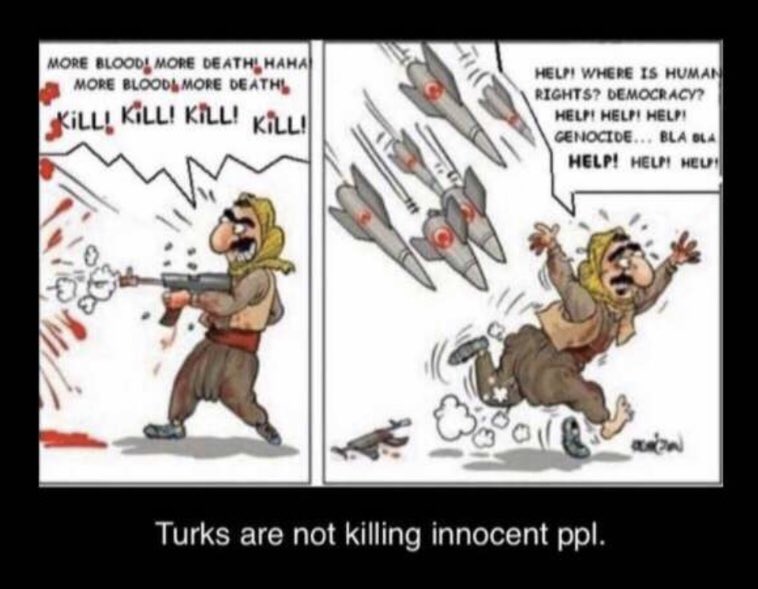 MORE BLOOD! MORE DEATH! HAHA
MORE BLOOD! MORE DEATH!
KILL! KILL! KILL! KILL!
HELP! WHERE IS HUMAN
RIGHTS? DEMOCRACY?
HELP! HELP! HELP!
GENOCIDE... BLA BLA
HELP! HELP! HELP!
Turks are not killing innocent ppl.